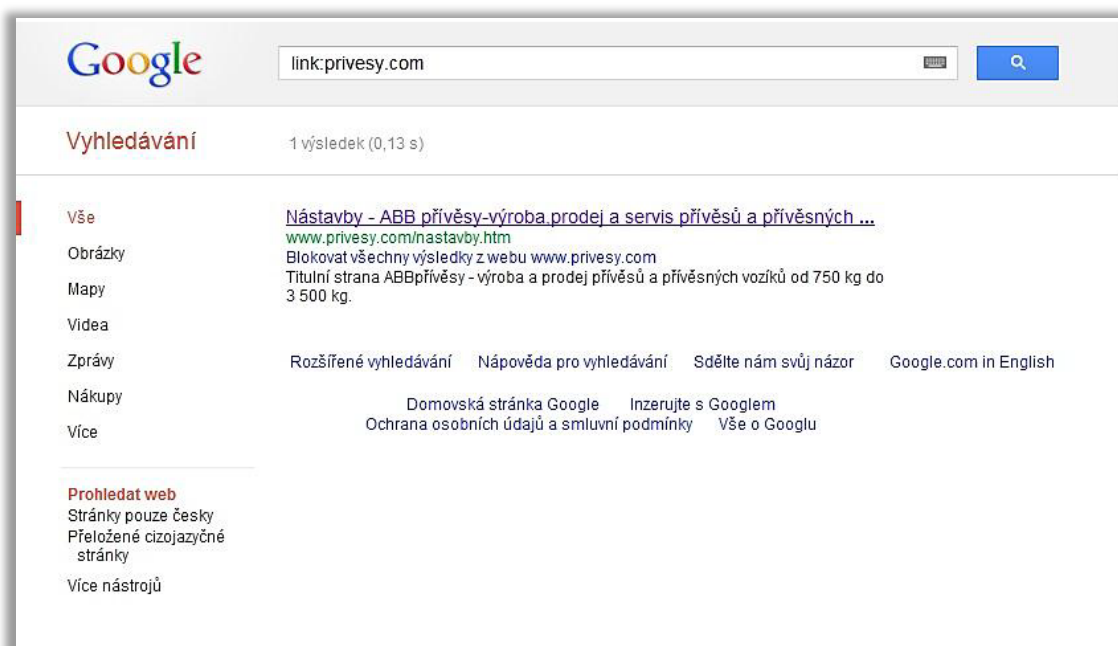 Google
link:privesy.com
Vyhledávání
1 výsledek (0,13 s)
Vše
Obrázky
Mapy
Videa
Zprávy
Nákupy
Více
Prohledat web
Stránky pouze česky
Přeložené cizojazyčné
stránky
Více nástrojů
Nástavby - ABB přívěsy-výroba,prodej a servis přívěsů a přívěsných ...
www.privesy.com/nastavby.htm
Blokovat všechny výsledky z webu www.privesy.com
Titulní strana ABBpřívěsy - výroba a prodej přívěsů a přívěsných vozíků od 750 kg do
3 500 kg.
Rozšířené vyhledávání Nápověda pro vyhledávání Sdělte nám svůj názor Google.com in English
Domovská stránka Google Inzerujte s Googlem
Ochrana osobních údajů a smluvní podmínky Vše o Googlu